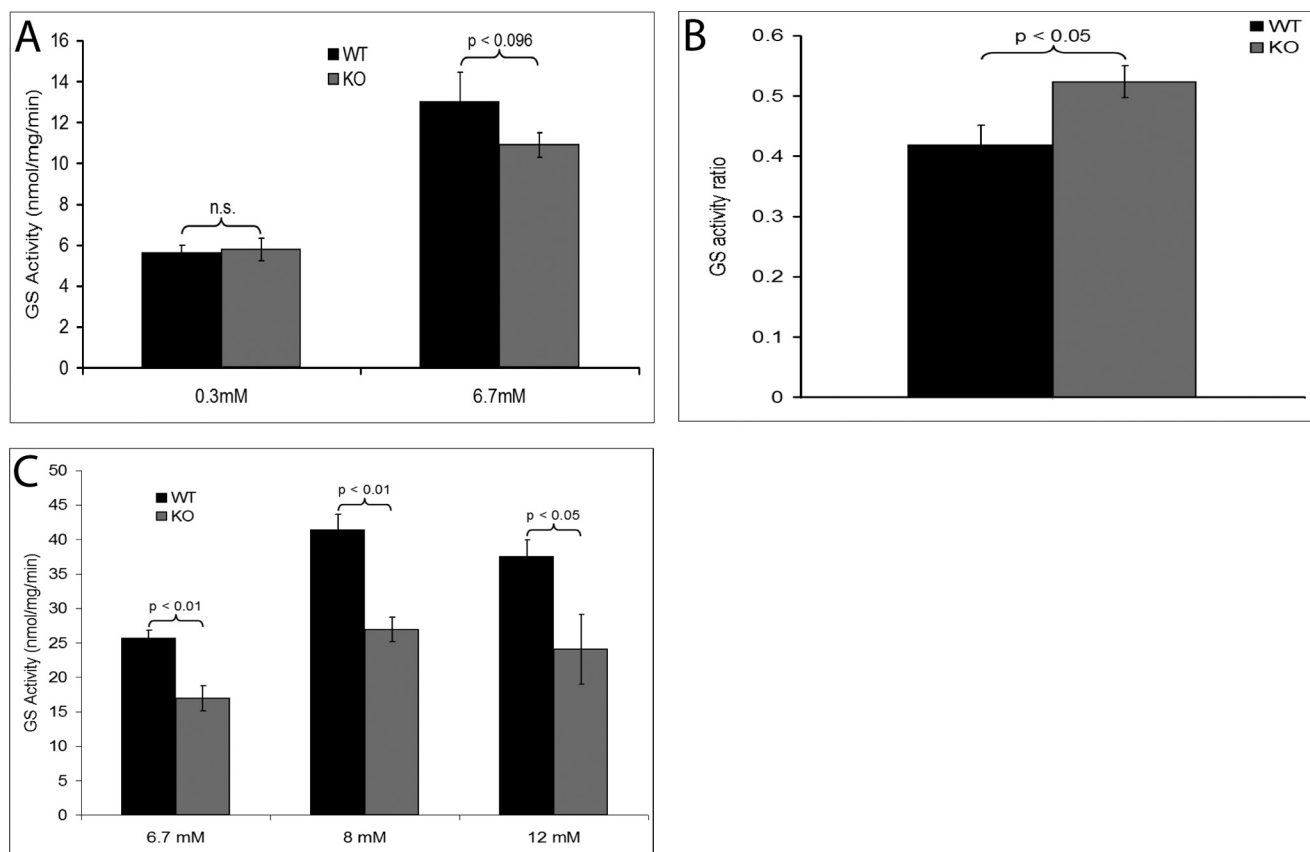 A
GS Activity (nmol/mg/min)
16
14
12
10
8
6
4
2
0
WT
KO
n.s.
p < 0.096
0.3mM
6.7mM
B
GS activity ratio
0.6
0.5
0.4
0.3
0.2
0.1
0
p < 0.05
WT
KO
C
GS Activity (nmol/mg/min)
50
45
40
35
30
25
20
15
10
5
0
WT
KO
p < 0.01
p < 0.01
p < 0.05
6.7 mM
8 mM
12 mM